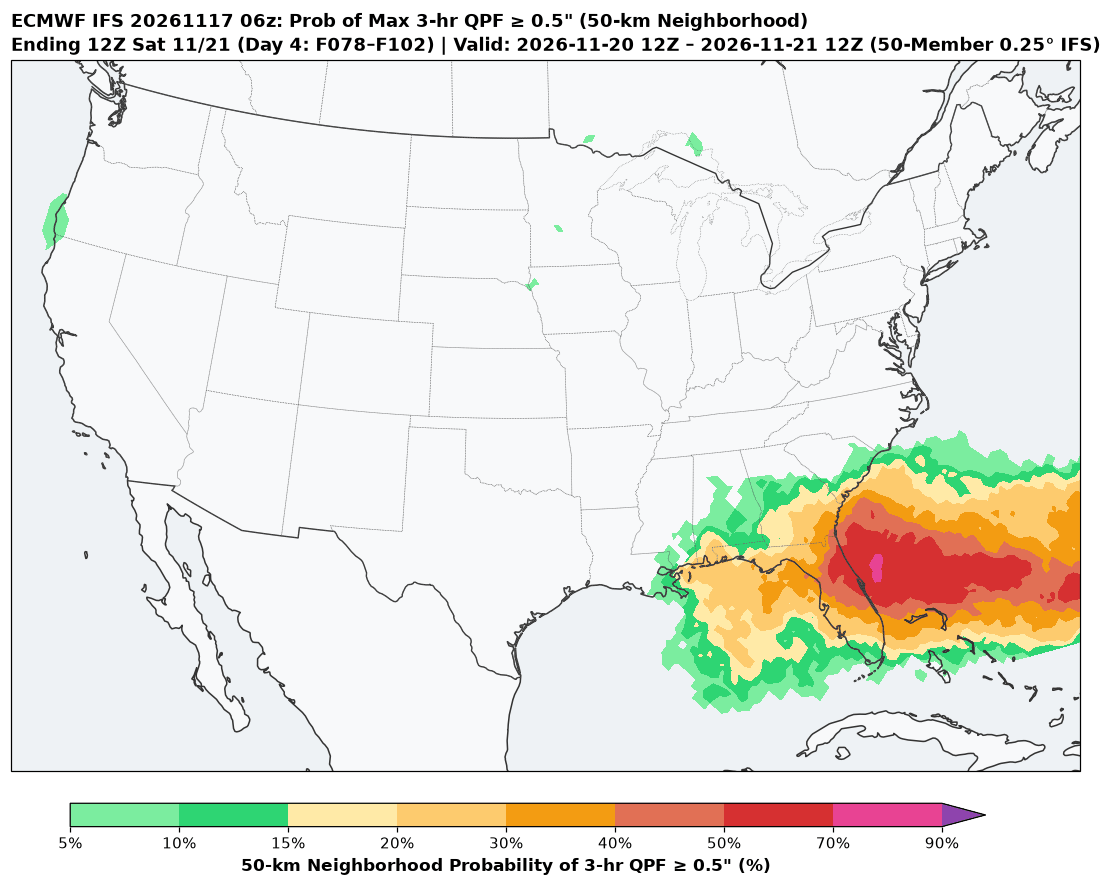 ECMWF IFS 20261117 06z: Prob of Max 3-hr QPF ≥ 0.5" (50-km Neighborhood)
Ending 12Z Sat 11/21 (Day 4: F078–F102) | Valid: 2026-11-20 12Z – 2026-11-21 12Z (50-Member 0.25° IFS)
5% 10% 15% 20% 30% 40% 50% 70% 90%
50-km Neighborhood Probability of 3-hr QPF ≥ 0.5" (%)